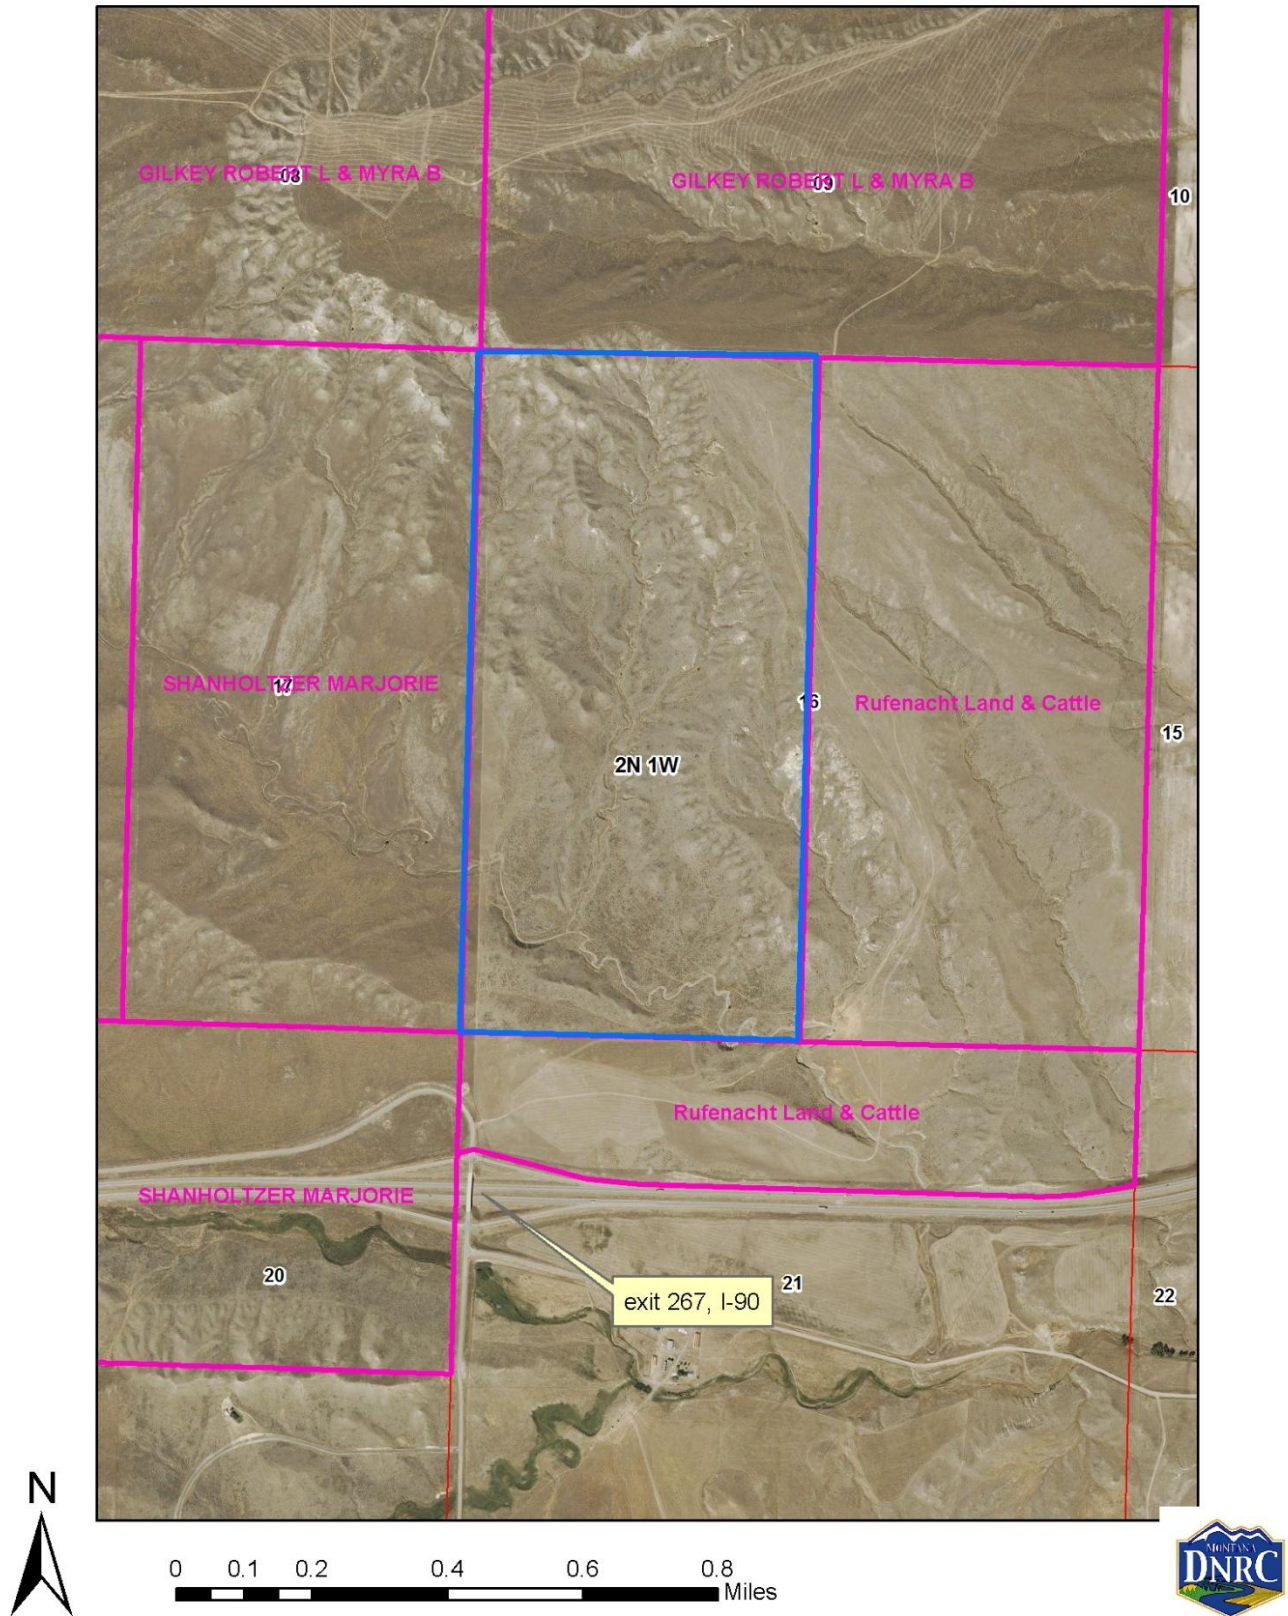 GILKEY ROBERT L & MYRA B
08
GILKEY ROBERT L & MYRA B
09
10
SHANHOLTZER MARJORIE
17
16
Rufenacht Land & Cattle
15
2N 1W
Rufenacht Land & Cattle
SHANHOLTZER MARJORIE
20
exit 267, I-90
21
22
N
0 0.1 0.2 0.4 0.6 0.8
Miles
MONTANA
DNRC